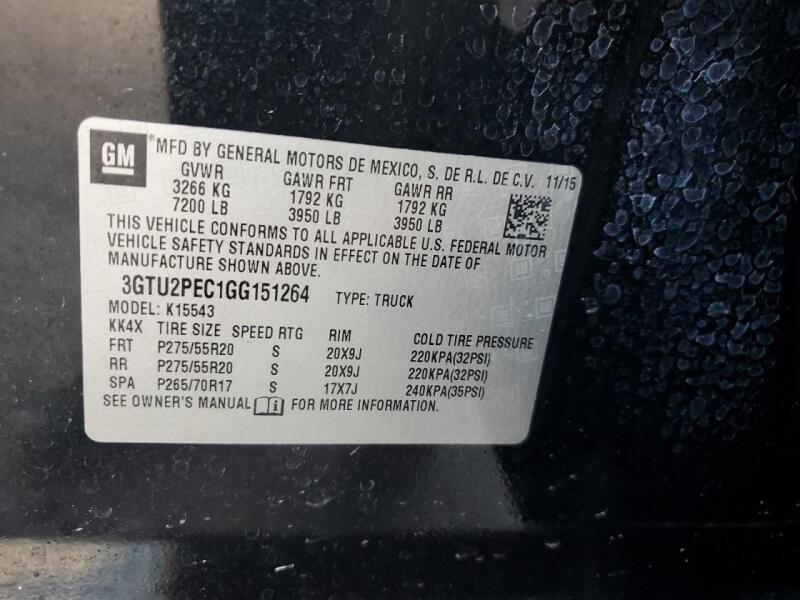 GM MFD BY GENERAL MOTORS DE MEXICO, S. DE R.L. DE C.V. 11/15
GVWR GAWR FRT GAWR RR
3266 KG 1792 KG 1792 KG
7200 LB 3950 LB 3950 LB
THIS VEHICLE CONFORMS TO ALL APPLICABLE U.S. FEDERAL MOTOR
VEHICLE SAFETY STANDARDS IN EFFECT ON THE DATE OF
MANUFACTURE SHOWN ABOVE.
3GTU2PEC1GG151264 TYPE: TRUCK
MODEL: K15543
KK4X TIRE SIZE SPEED RTG RIM COLD TIRE PRESSURE
FRT P275/55R20 S 20X9J 220KPA(32PSI)
RR P275/55R20 S 20X9J 220KPA(32PSI)
SPA P265/70R17 S 17X7J 240KPA(35PSI)
SEE OWNER'S MANUAL FOR MORE INFORMATION.